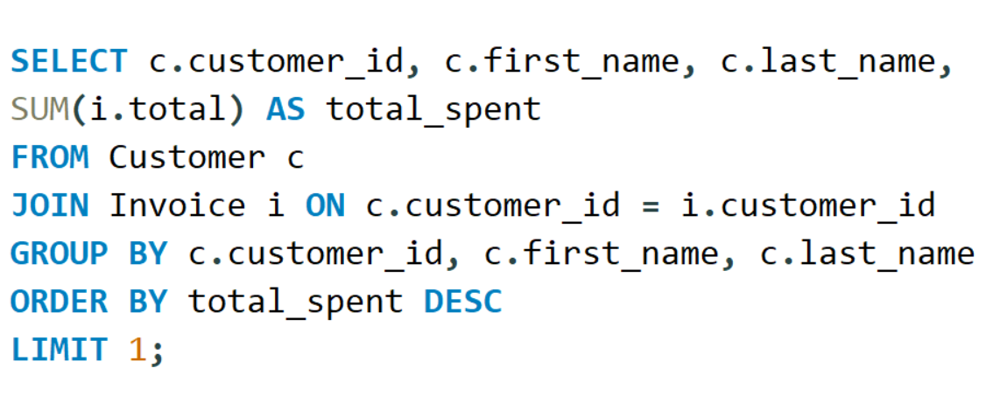 SELECT c.customer_id, c.first_name, c.last_name,
SUM(i.total) AS total_spent
FROM Customer c
JOIN Invoice i ON c.customer_id = i.customer_id
GROUP BY c.customer_id, c.first_name, c.last_name
ORDER BY total_spent DESC
LIMIT 1;